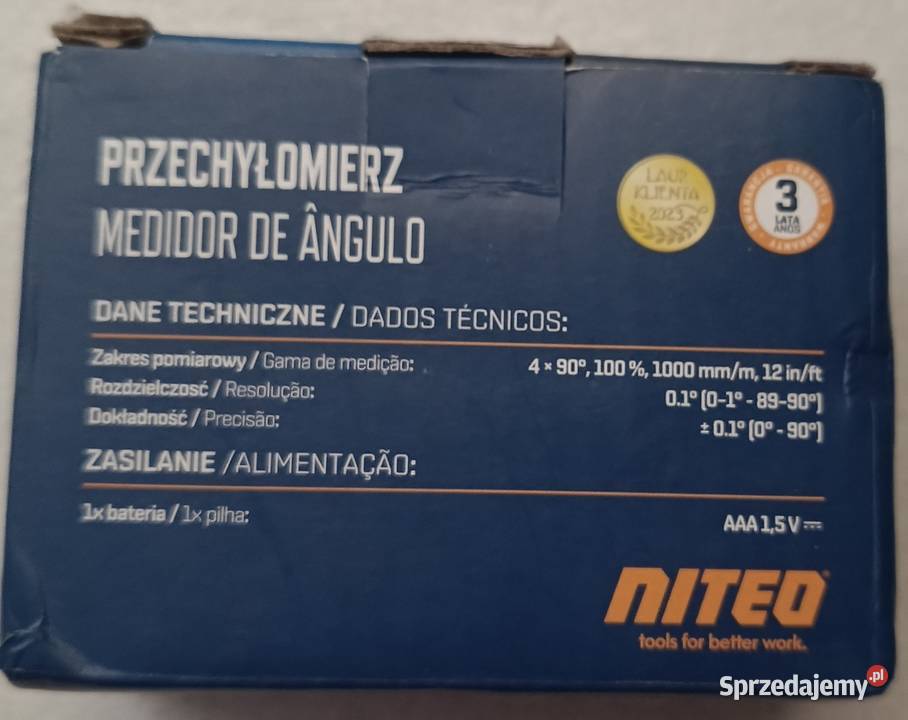 PRZECHYŁOMIERZ
MEDIDOR DE ÂNGULO
LAUR
KLIENTA
2023
3
LATA
AÑOS
DANE TECHNICZNE / DADOS TÉCNICOS:
Zakres pomiarowy / Gama de medição: 4 × 90°, 100 %, 1000 mm/m, 12 in/ft
Rozdzielczość / Resolução: 0.1° (0-1° - 89-90°)
Dokładność / Precisão: ± 0.1° (0° - 90°)
ZASILANIE /ALIMENTAÇÃO:
1x bateria / 1x pilha: AAA 1,5 V ⎓
NITEO
tools for better work.
Sprzedajemy.pl